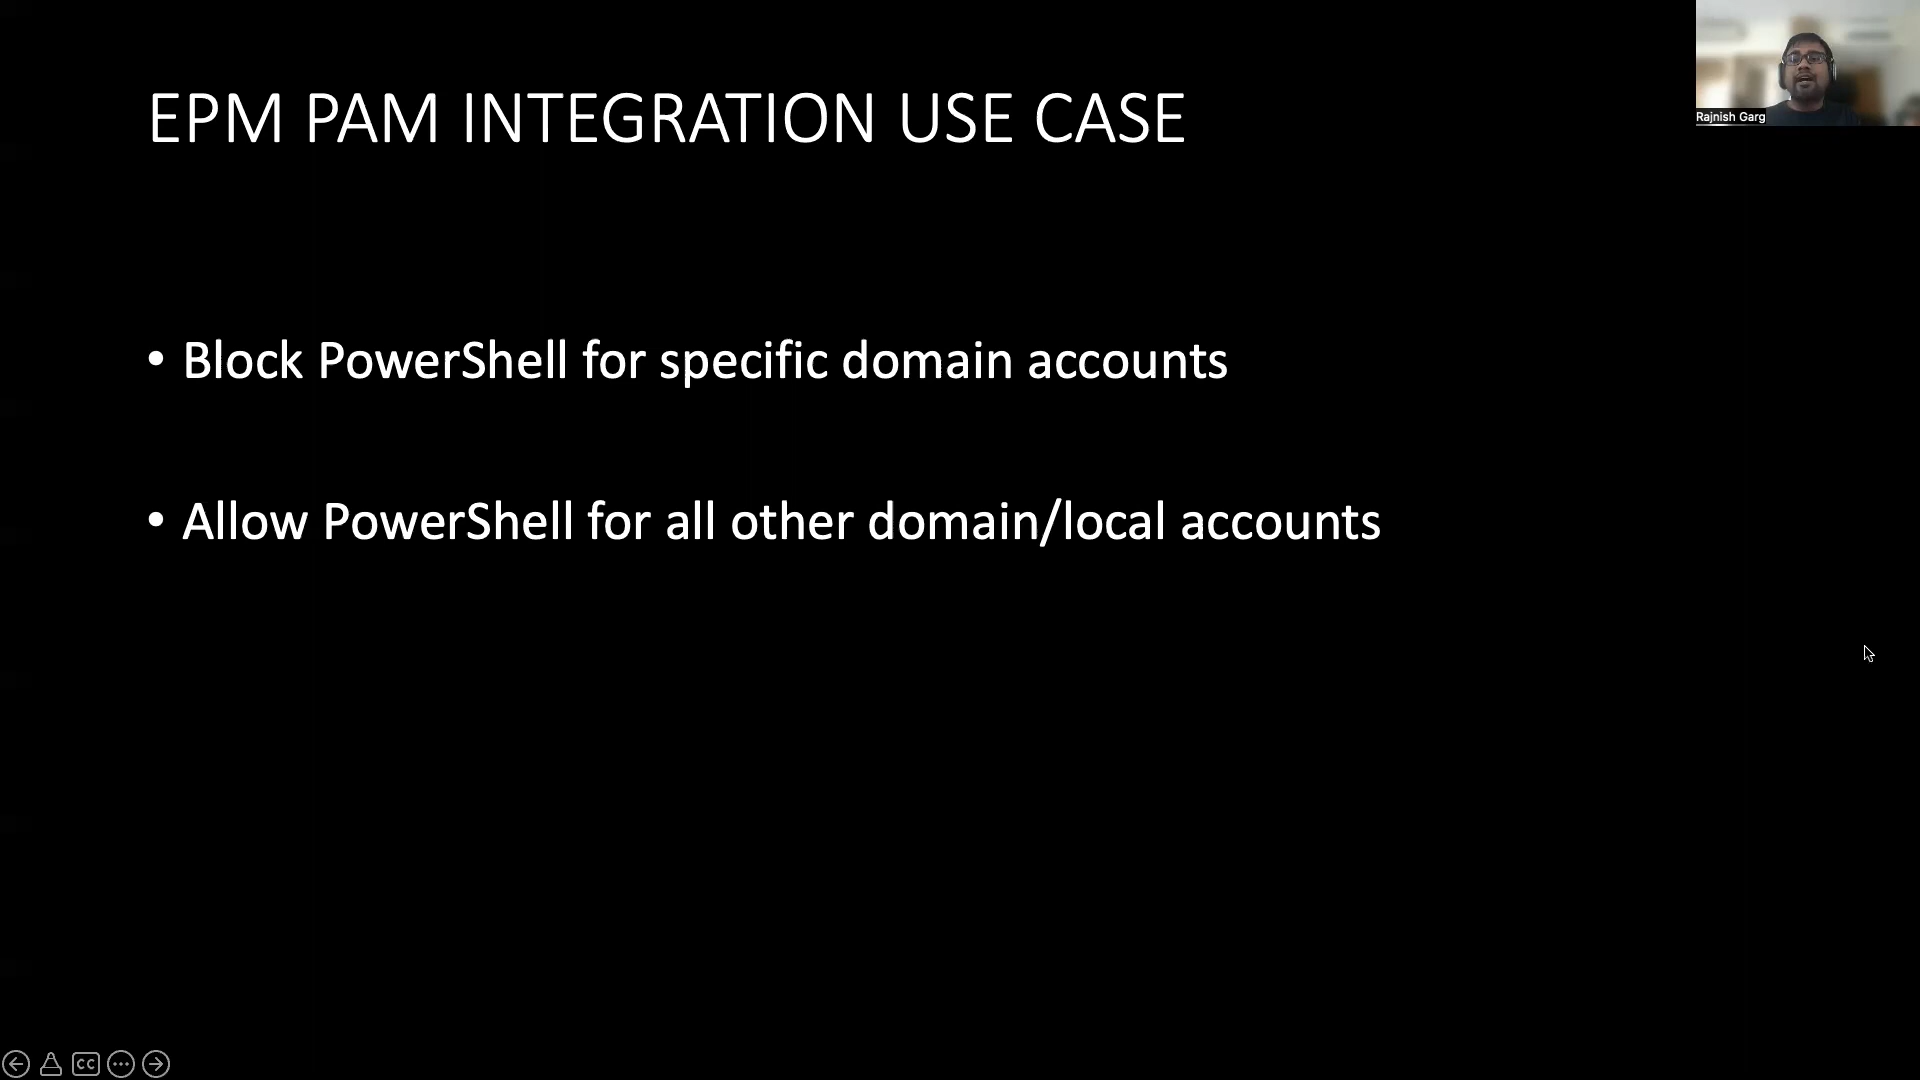 EPM PAM INTEGRATION USE CASE
Rajnish Garg
• Block PowerShell for specific domain accounts
• Allow PowerShell for all other domain/local accounts
CC